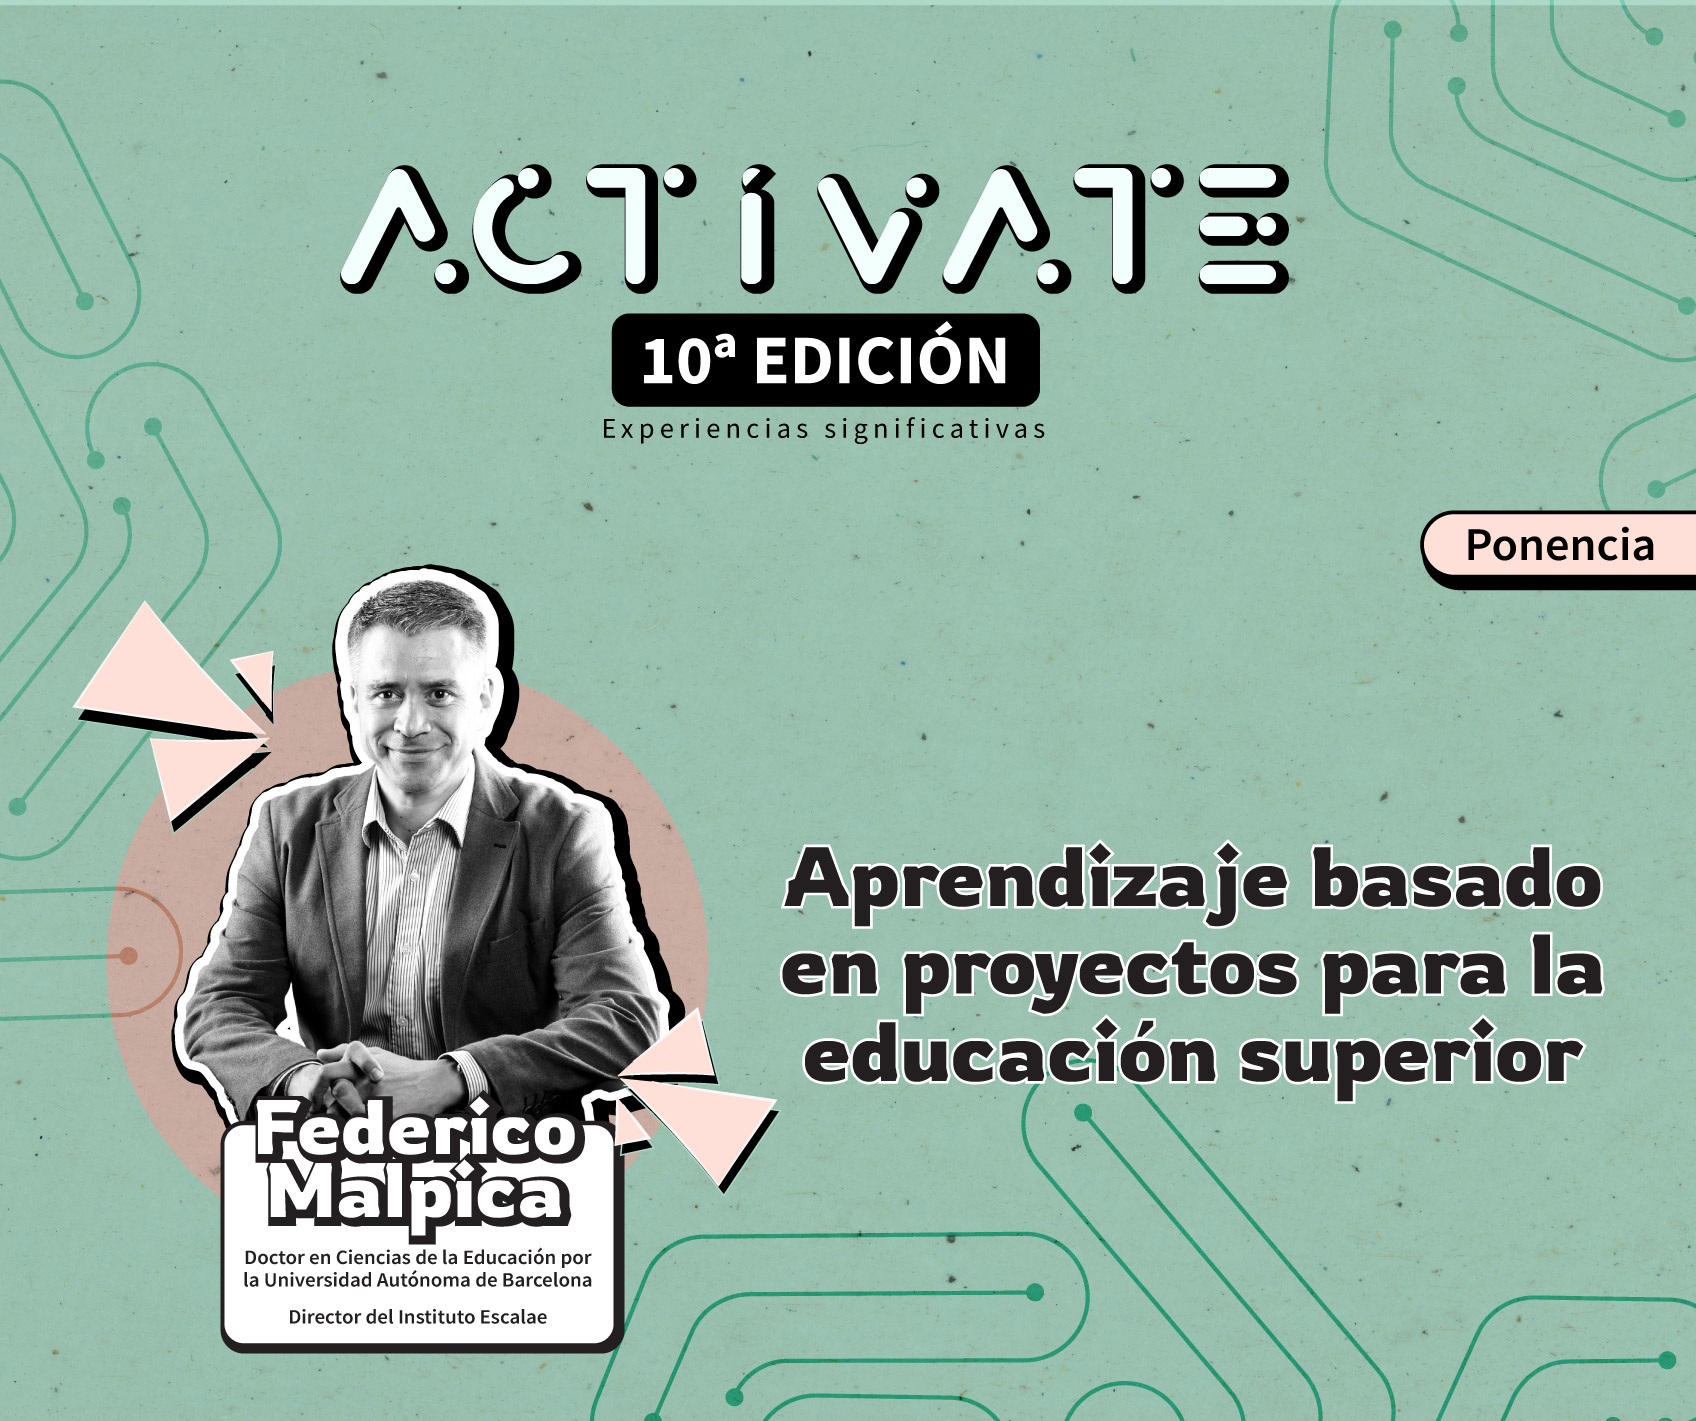 ACTÍVATE
10ª EDICIÓN
Experiencias significativas
Ponencia
Aprendizaje basado
en proyectos para la
educación superior
Federico
Malpica
Doctor en Ciencias de la Educación por
la Universidad Autónoma de Barcelona
Director del Instituto Escalae